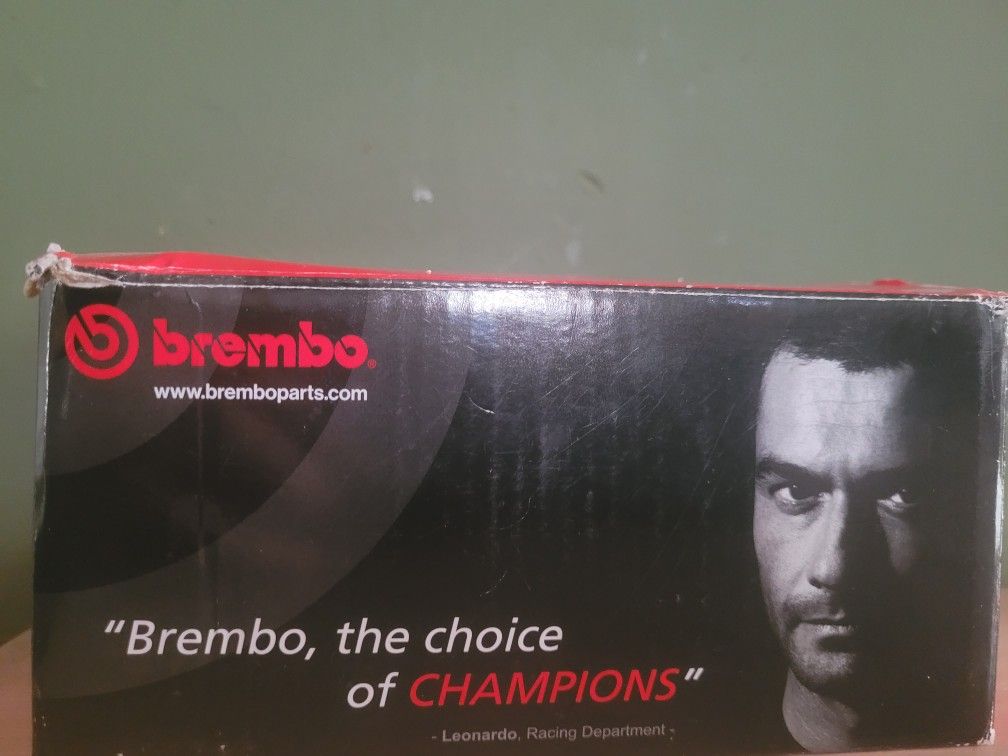 brembo®
www.bremboparts.com
“Brembo, the choice
of CHAMPIONS”
- Leonardo, Racing Department -